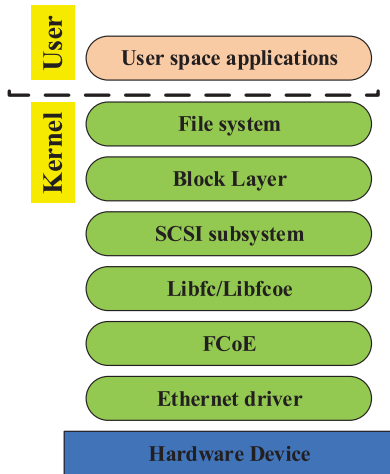 User
User space applications
Kernel
File system
Block Layer
SCSI subsystem
Libfc/Libfcoe
FCoE
Ethernet driver
Hardware Device